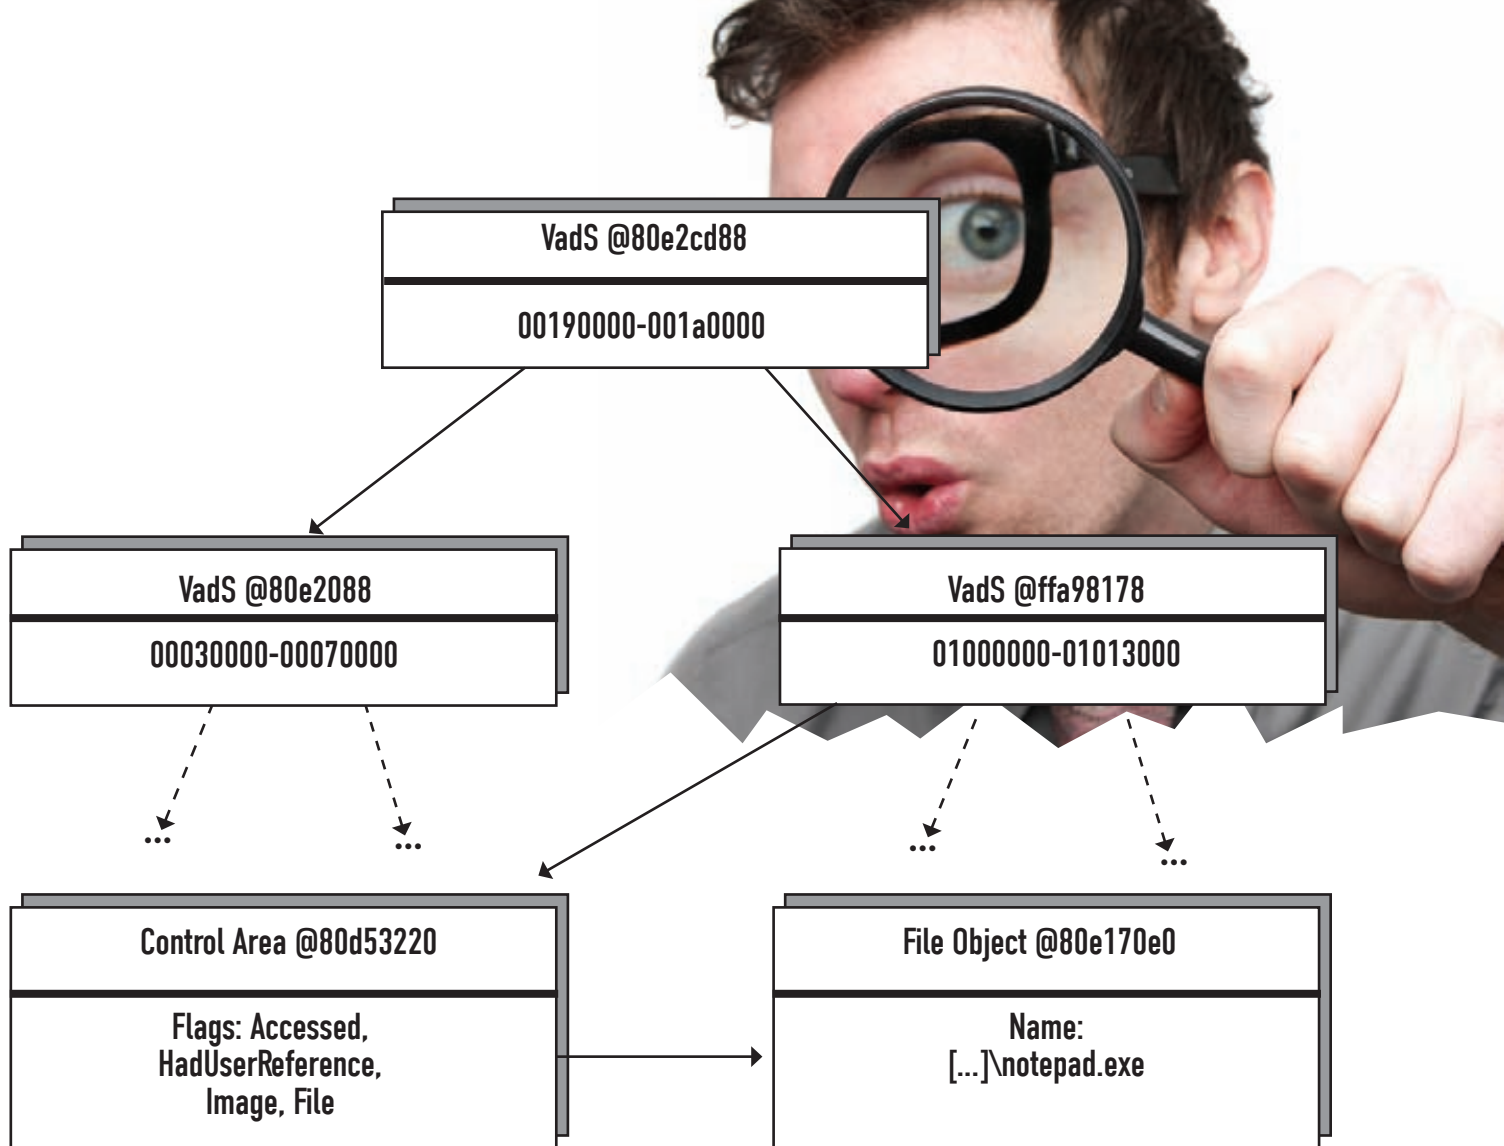 VadS @80e2cd88
00190000-001a0000
VadS @80e2088
00030000-00070000
VadS @ffa98178
01000000-01013000
...
...
...
...
Control Area @80d53220
Flags: Accessed,
HadUserReference,
Image, File
File Object @80e170e0
Name:
[...]\notepad.exe